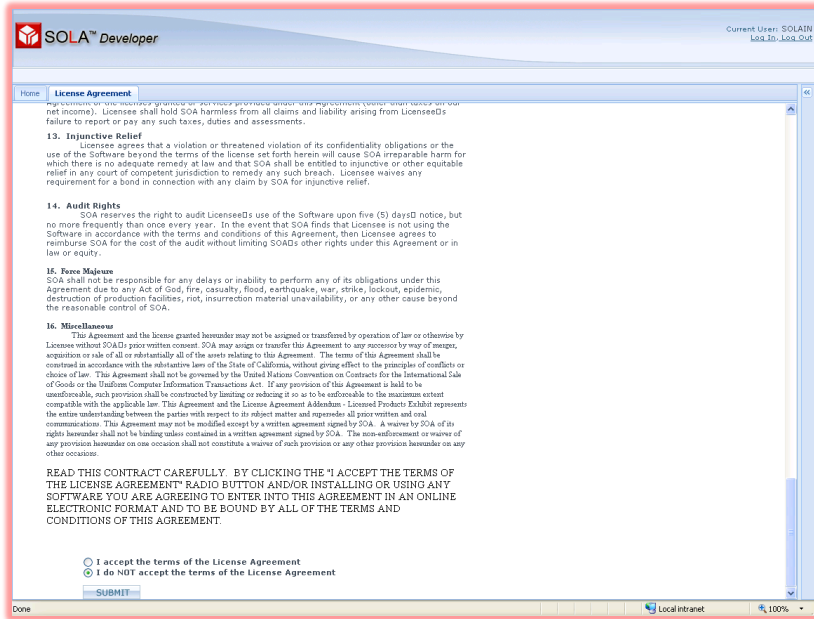 SOLA™ Developer
Current User: SOLAIN
Log In, Log Out
Home
License Agreement
Agreement or the licenses granted or services provided under this Agreement (other than taxes on our
net income). Licensee shall hold SOA harmless from all claims and liability arising from Licensee□s
failure to report or pay any such taxes, duties and assessments.
13. Injunctive Relief
Licensee agrees that a violation or threatened violation of its confidentiality obligations or the
use of the Software beyond the terms of the license set forth herein will cause SOA irreparable harm for
which there is no adequate remedy at law and that SOA shall be entitled to injunctive or other equitable
relief in any court of competent jurisdiction to remedy any such breach. Licensee waives any
requirement for a bond in connection with any claim by SOA for injunctive relief.
14. Audit Rights
SOA reserves the right to audit Licensee□s use of the Software upon five (5) days□ notice, but
no more frequently than once every year. In the event that SOA finds that Licensee is not using the
Software in accordance with the terms and conditions of this Agreement, then Licensee agrees to
reimburse SOA for the cost of the audit without limiting SOA□s other rights under this Agreement or in
law or equity.
15. Force Majeure
SOA shall not be responsible for any delays or inability to perform any of its obligations under this
Agreement due to any Act of God, fire, casualty, flood, earthquake, war, strike, lockout, epidemic,
destruction of production facilities, riot, insurrection material unavailability, or any other cause beyond
the reasonable control of SOA.
16. Miscellaneous
This Agreement and the license granted hereunder may not be assigned or transferred by operation of law or otherwise by
Licensee without SOA□s prior written consent. SOA may assign or transfer this Agreement to any successor by way of merger,
acquisition or sale of all or substantially all of the assets relating to this Agreement. The terms of this Agreement shall be
construed in accordance with the substantive laws of the State of California, without giving effect to the principles of conflicts or
choice of law. This Agreement shall not be governed by the United Nations Convention on Contracts for the International Sale
of Goods or the Uniform Computer Information Transactions Act. If any provision of this Agreement is held to be
unenforceable, such provision shall be constructed by limiting or reducing it so as to be enforceable to the maximum extent
compatible with the applicable law. This Agreement and the License Agreement Addendum - Licensed Products Exhibit represents
the entire understanding between the parties with respect to its subject matter and supersedes all prior written and oral
communications. This Agreement may not be modified except by a written agreement signed by SOA. A waiver by SOA of its
rights hereunder shall not be binding unless contained in a written agreement signed by SOA. The non-enforcement or waiver of
any provision hereunder on one occasion shall not constitute a waiver of such provision or any other provision hereunder on any
other occasions.
READ THIS CONTRACT CAREFULLY. BY CLICKING THE "I ACCEPT THE TERMS OF
THE LICENSE AGREEMENT" RADIO BUTTON AND/OR INSTALLING OR USING ANY
SOFTWARE YOU ARE AGREEING TO ENTER INTO THIS AGREEMENT IN AN ONLINE
ELECTRONIC FORMAT AND TO BE BOUND BY ALL OF THE TERMS AND
CONDITIONS OF THIS AGREEMENT.
I accept the terms of the License Agreement
I do NOT accept the terms of the License Agreement
SUBMIT
Done
Local intranet
100%